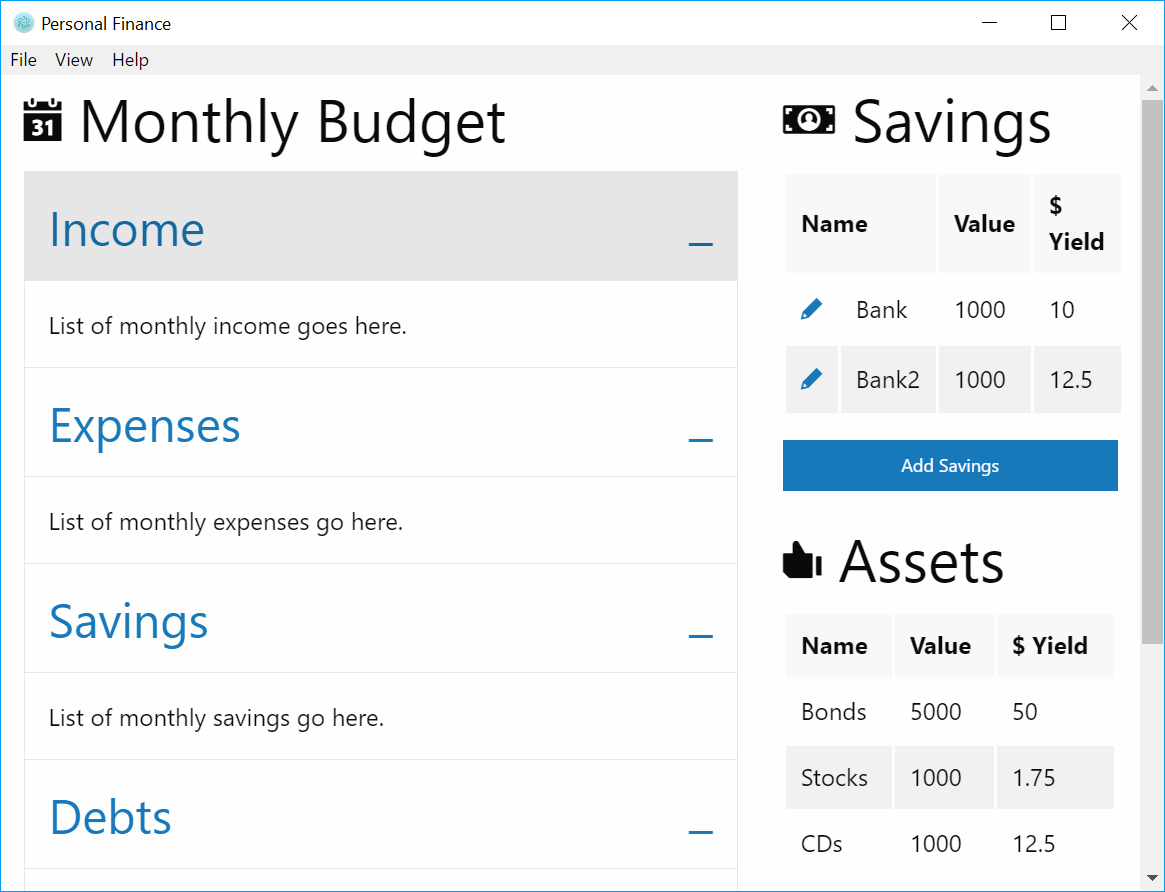 Personal Finance
File View Help
31 Monthly Budget
Income
List of monthly income goes here.
Expenses
List of monthly expenses go here.
Savings
List of monthly savings go here.
Debts
Savings
Name Value $ Yield
Bank 1000 10
Bank2 1000 12.5
Add Savings
Assets
Name Value $ Yield
Bonds 5000 50
Stocks 1000 1.75
CDs 1000 12.5